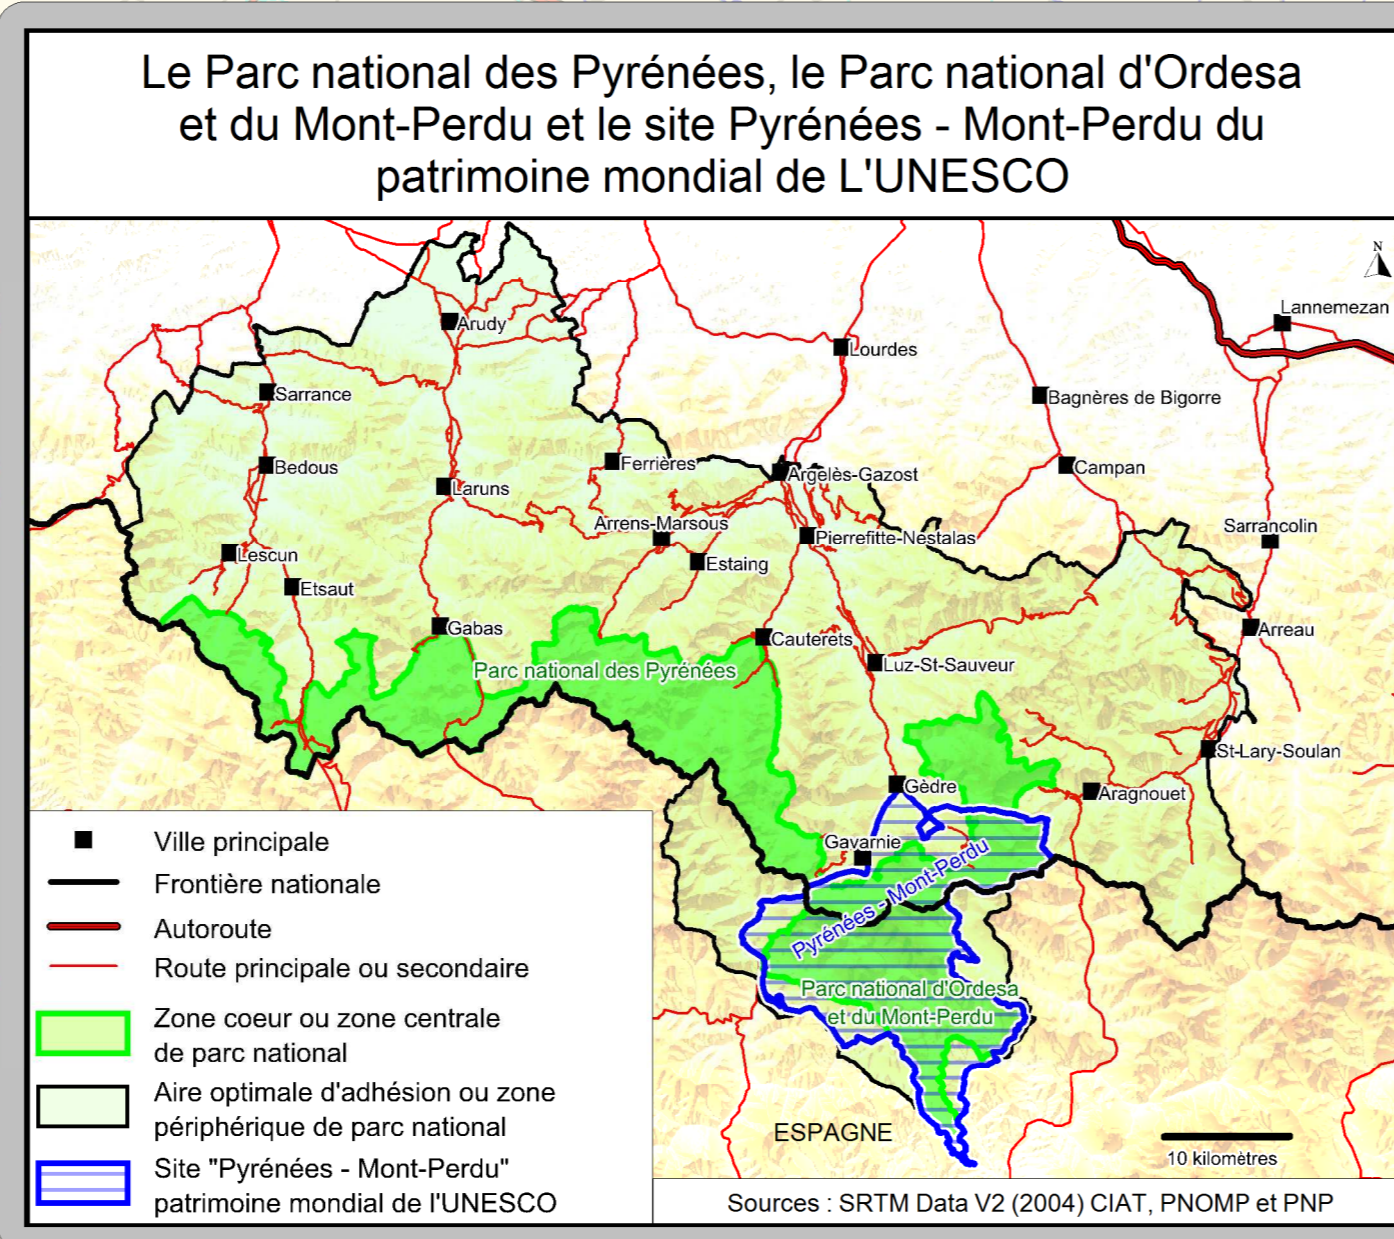 Le Parc national des Pyrénées, le Parc national d'Ordesa
et du Mont-Perdu et le site Pyrénées - Mont-Perdu du
patrimoine mondial de L'UNESCO
N
Lannemezan
Arudy
Lourdes
Sarrance
Bagnères de Bigorre
Bedous
Ferrières
Argelès-Gazost
Campan
Laruns
Arrens-Marsous
Sarrancolin
Pierrefitte-Nestalas
Lescun
Estaing
Etsaut
Gabas
Cauterets
Arreau
Parc national des Pyrénées
Luz-St-Sauveur
St-Lary-Soulan
Gèdre
Aragnouet
Gavarnie
Pyrénées - Mont-Perdu
Parc national d'Ordesa
et du Mont-Perdu
ESPAGNE
10 kilomètres
Ville principale
Frontière nationale
Autoroute
Route principale ou secondaire
Zone coeur ou zone centrale
de parc national
Aire optimale d'adhésion ou zone
périphérique de parc national
Site "Pyrénées - Mont-Perdu"
patrimoine mondial de l'UNESCO
Sources : SRTM Data V2 (2004) CIAT, PNOMP et PNP